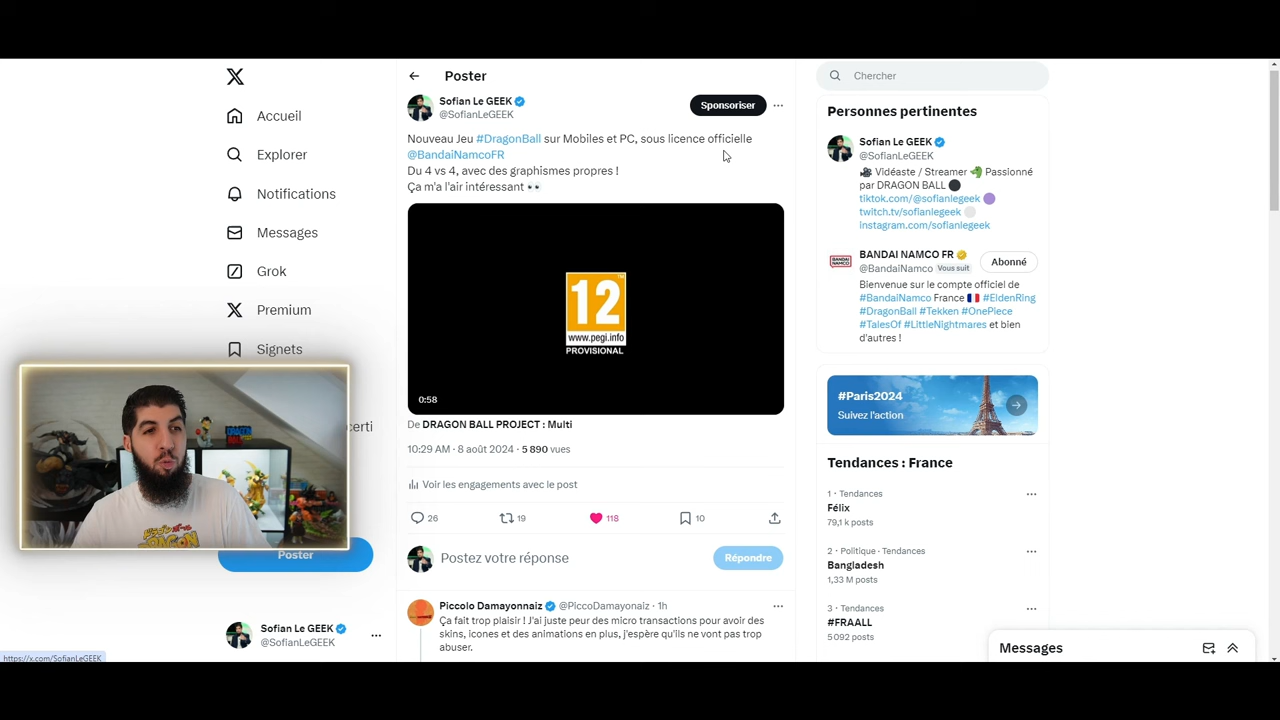 Poster
Sofian Le GEEK
@SofianLeGEEK
Sponsoriser
Nouveau Jeu #DragonBall sur Mobiles et PC, sous licence officielle
@BandaiNamcoFR
Du 4 vs 4, avec des graphismes propres !
Ça m'a l'air intéressant 👀
12
www.pegi.info
PROVISIONAL
0:58
De DRAGON BALL PROJECT : Multi
10:29 AM · 8 août 2024 · 5 890 vues
Voir les engagements avec le post
26
19
118
10
Postez votre réponse
Répondre
Piccolo Damayonnaiz @PiccoDamayonaiz · 1h
Ça fait trop plaisir ! J'ai juste peur des micro transactions pour avoir des
skins, icones et des animations en plus, j'espère qu'ils ne vont pas trop
abuser.
Accueil
Explorer
Notifications
Messages
Grok
Premium
Signets
certi
Poster
Sofian Le GEEK
@SofianLeGEEK
https://x.com/SofianLeGEEK
Chercher
Personnes pertinentes
Sofian Le GEEK
@SofianLeGEEK
🎥 Vidéaste / Streamer 🐉 Passionné
par DRAGON BALL
tiktok.com/@sofianlegeek
twitch.tv/sofianlegeek
instagram.com/sofianlegeek
BANDAI NAMCO FR
@BandaiNamco Vous suit
Abonné
Bienvenue sur le compte officiel de
#BandaiNamco France 🇫🇷 #EldenRing
#DragonBall #Tekken #OnePiece
#TalesOf #LittleNightmares et bien
d'autres !
#Paris2024
Suivez l'action
Tendances : France
1 · Tendances
Félix
79,1 k posts
2 · Politique · Tendances
Bangladesh
1,33 M posts
3 · Tendances
#FRAALL
5 092 posts
Messages